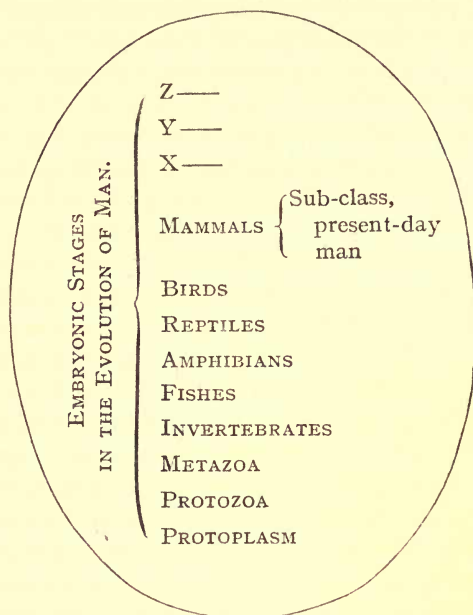 EMBRYONIC STAGES
IN THE EVOLUTION OF MAN.
Z——
Y——
X——
MAMMALS { Sub-class,
present-day
man
BIRDS
REPTILES
AMPHIBIANS
FISHES
INVERTEBRATES
METAZOA
PROTOZOA
PROTOPLASM